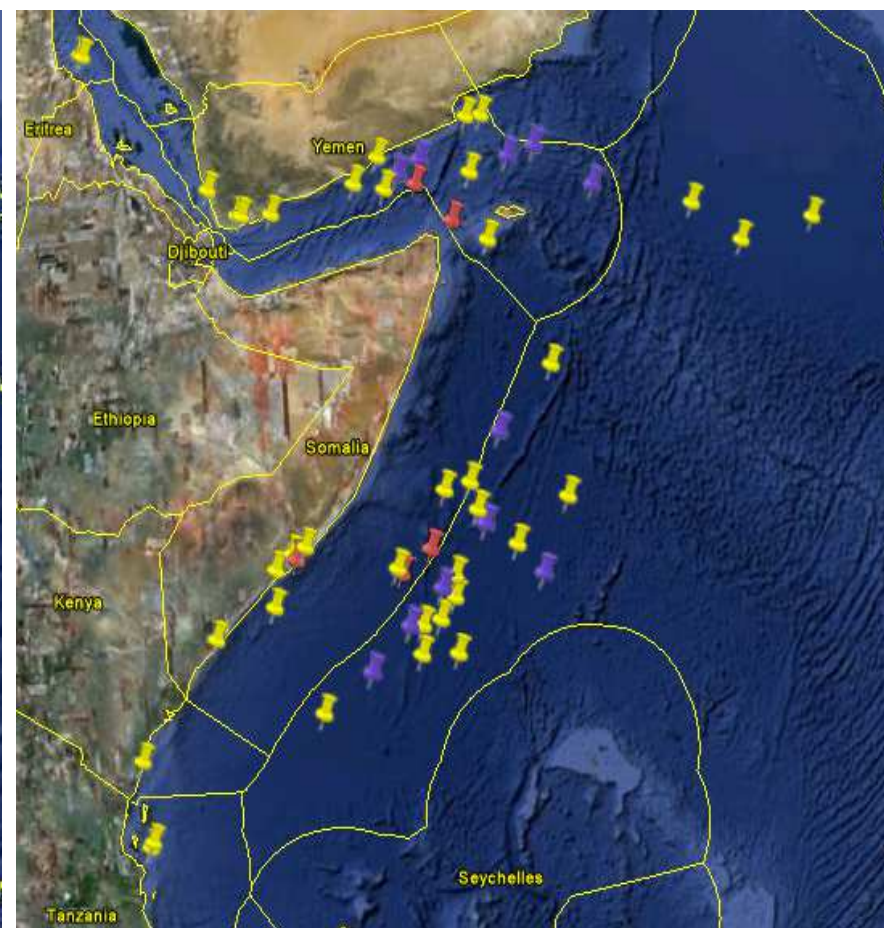 Eritrea
Yemen
Djibouti
Ethiopia
Somalia
Kenya
Seychelles
Tanzania